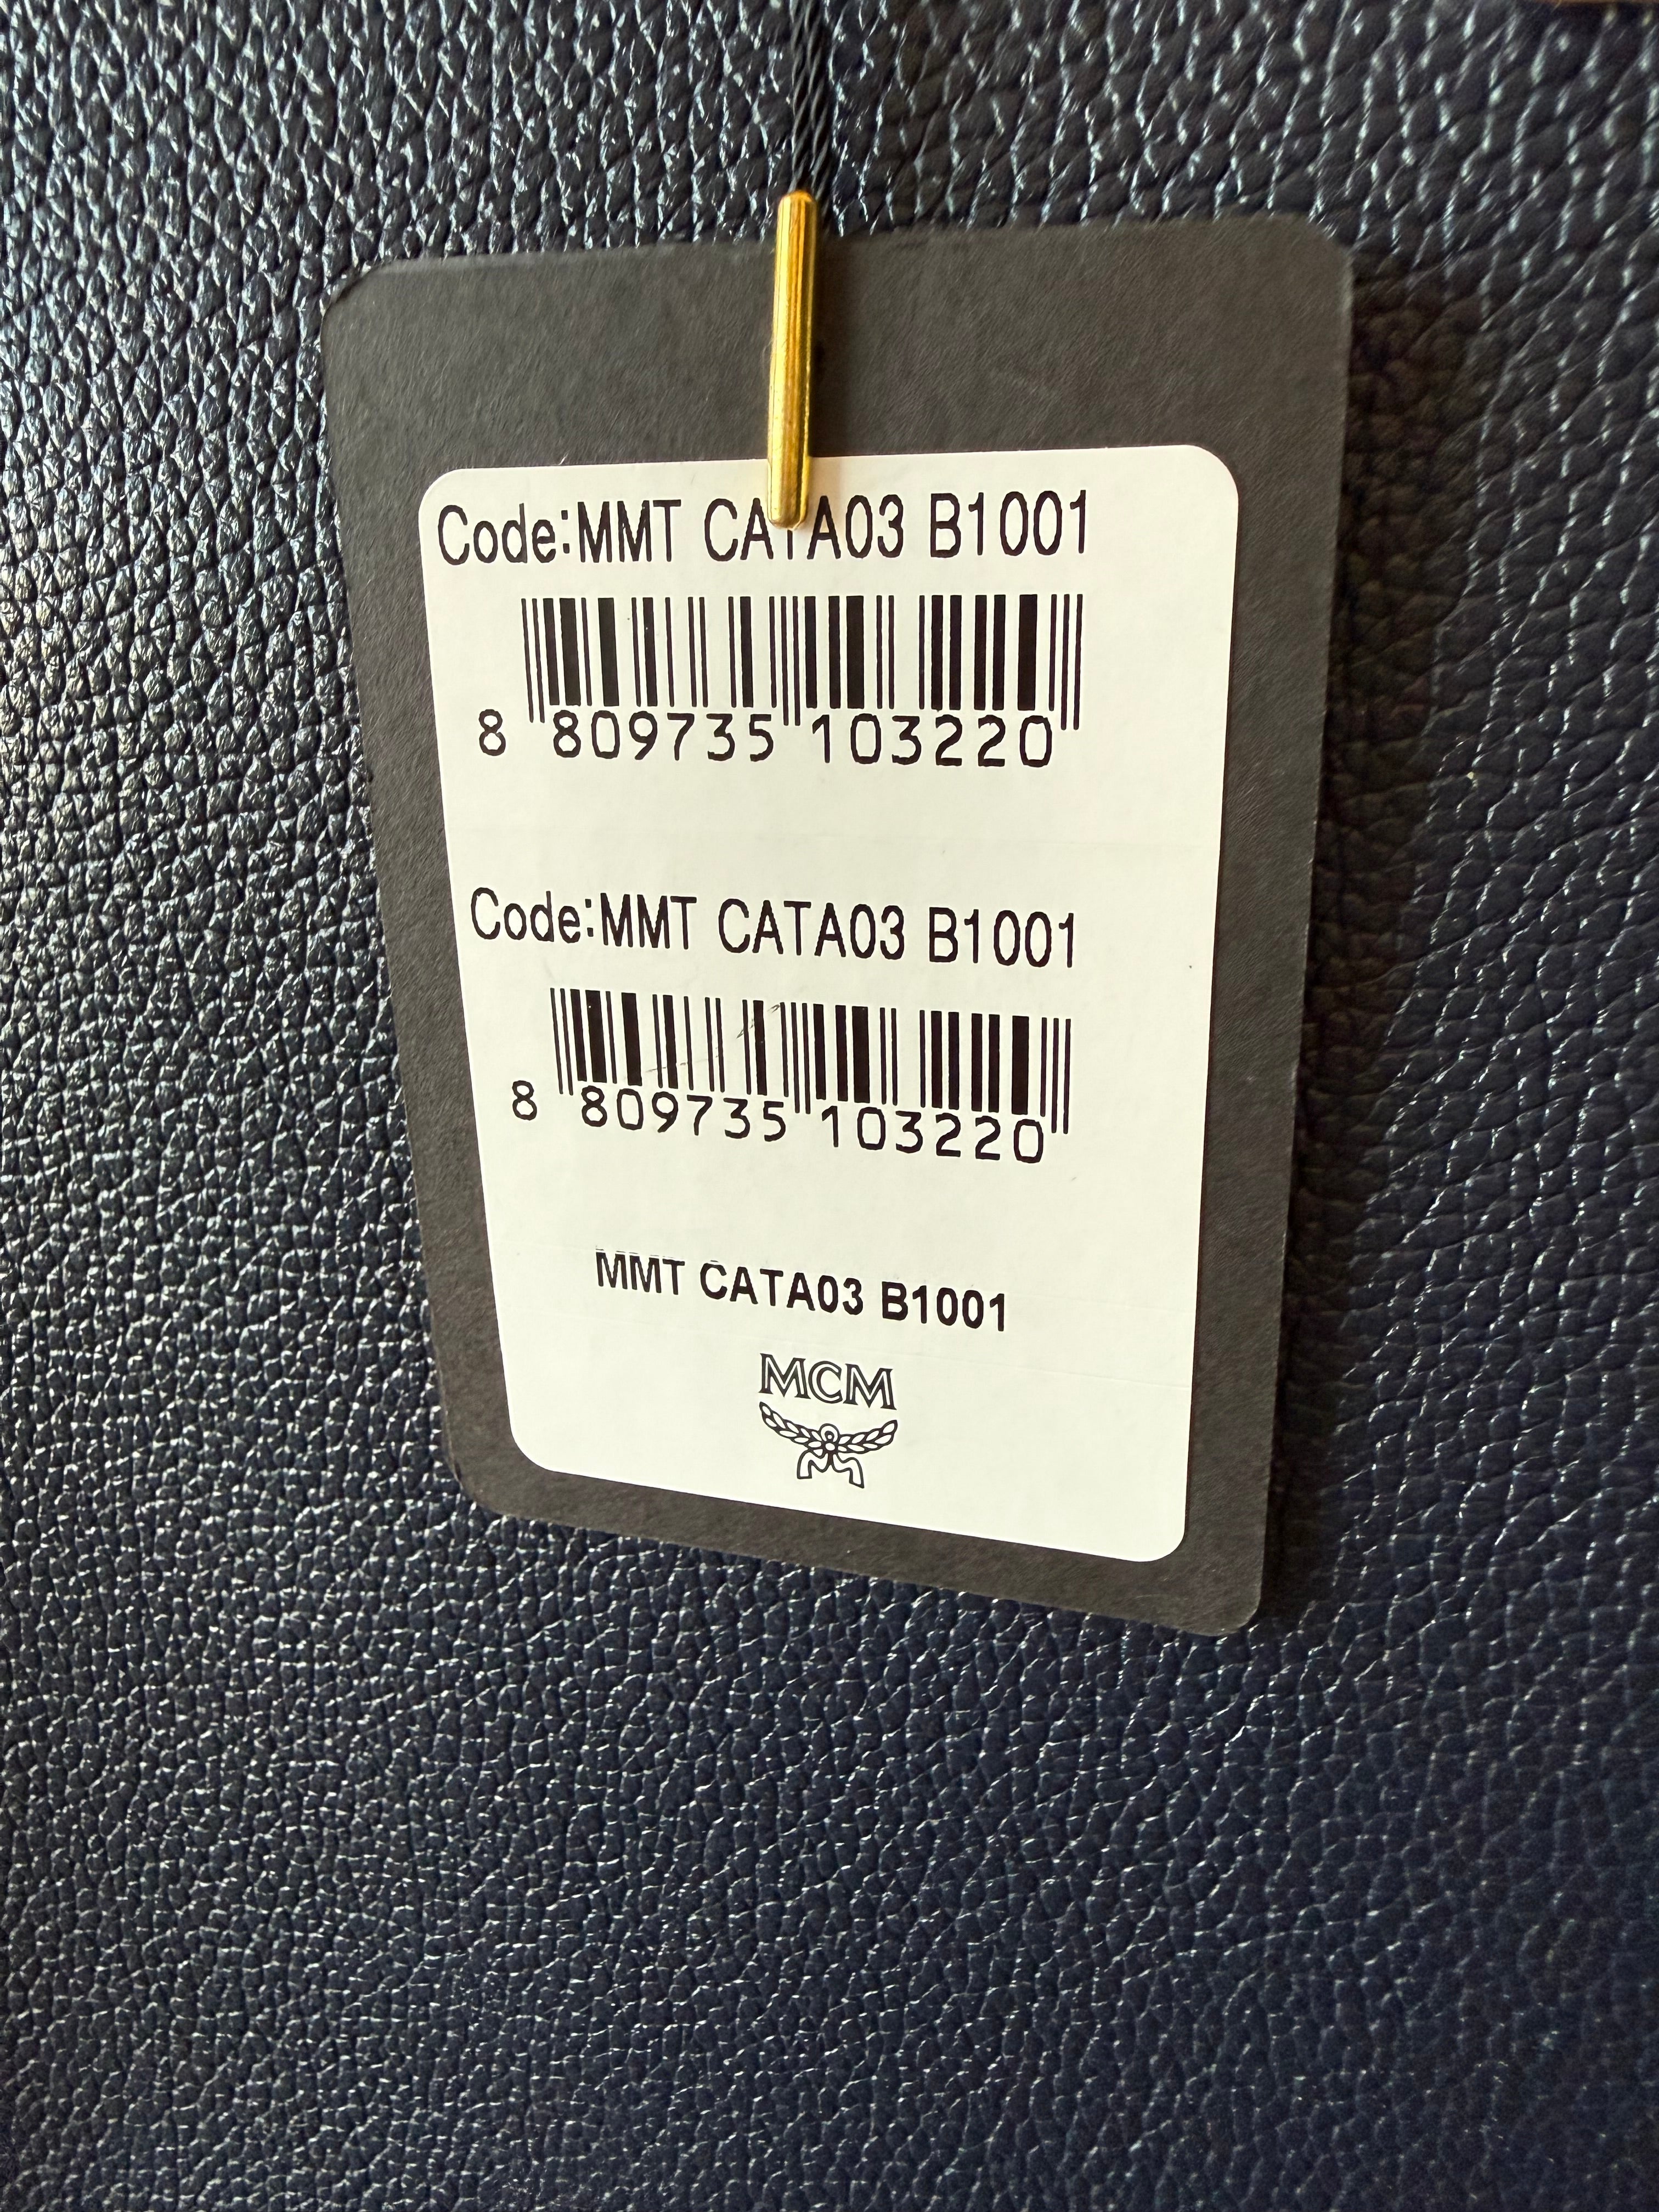 Code:MMT CATA03 B1001
8 809735 103220
Code:MMT CATA03 B1001
8 809735 103220
MMT CATA03 B1001
MCM